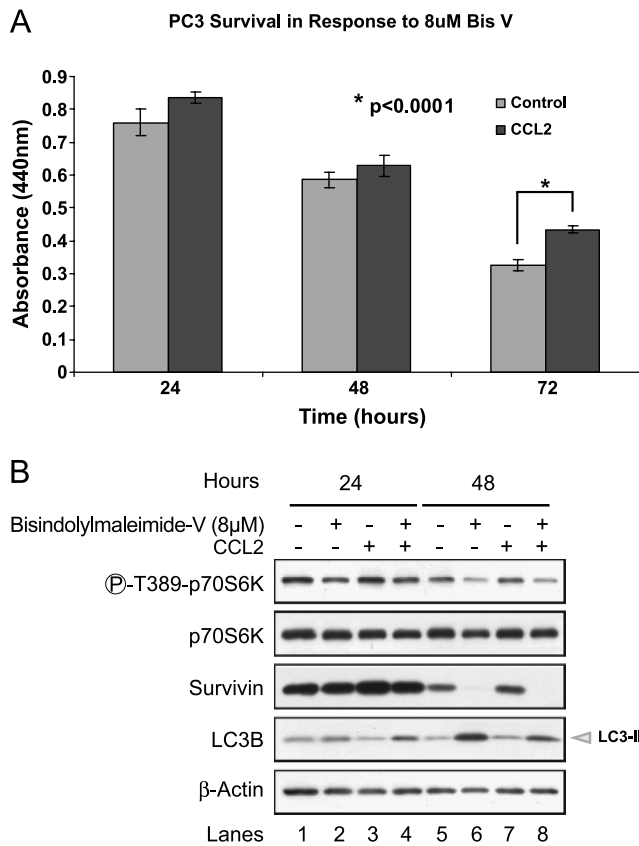 A
PC3 Survival in Response to 8uM Bis V
0.9
0.8
0.7
0.6
0.5
0.4
0.3
0.2
0.1
0
Absorbance (440nm)
* p<0.0001
Control
CCL2
*
24 48 72
Time (hours)
B
Hours 24 48
Bisindolylmaleimide-V (8μM) - + - + - + - +
CCL2 - - + + - - + +
Ⓟ-T389-p70S6K
p70S6K
Survivin
LC3B
LC3-II
β-Actin
Lanes 1 2 3 4 5 6 7 8